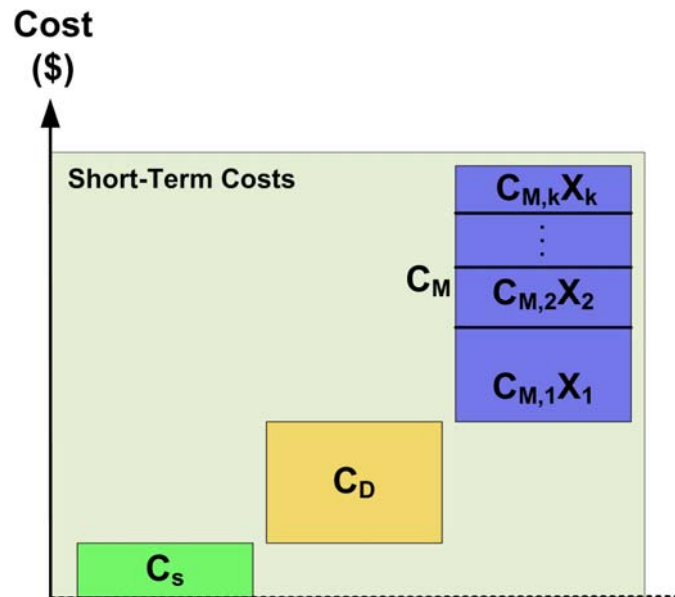 Cost
($)
Short-Term Costs
C_{M,k}X_k
⋮
C_M
C_{M,2}X_2
C_{M,1}X_1
C_D
C_s